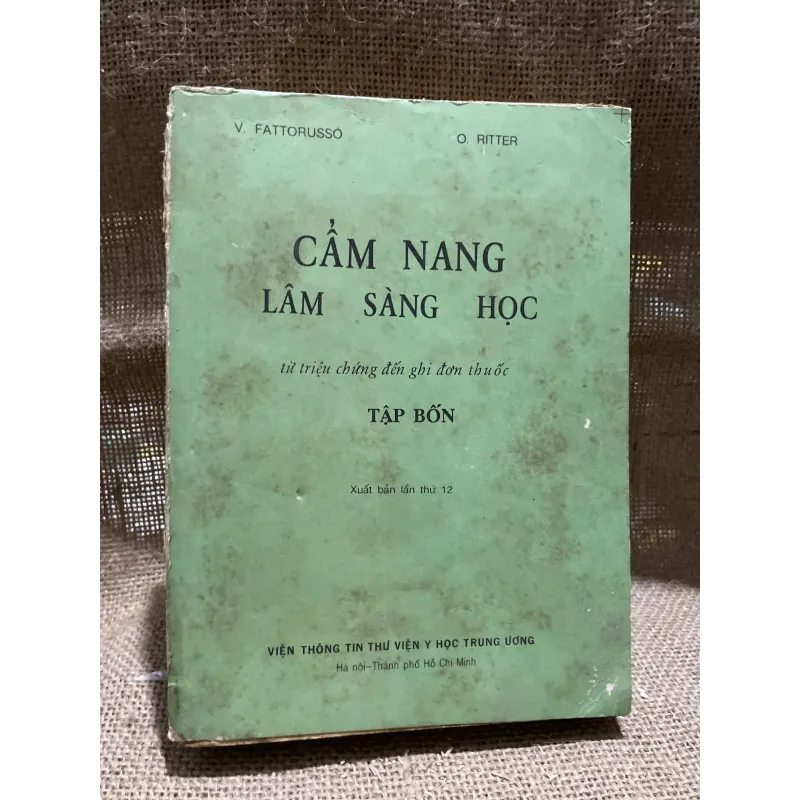 V. FATTORUSSO O. RITTER
CẨM NANG
LÂM SÀNG HỌC
từ triệu chứng đến ghi đơn thuốc
TẬP BỐN
Xuất bản lần thứ 12
VIỆN THÔNG TIN THƯ VIỆN Y HỌC TRUNG ƯƠNG
Hà nội-Thành phố Hồ Chí Minh